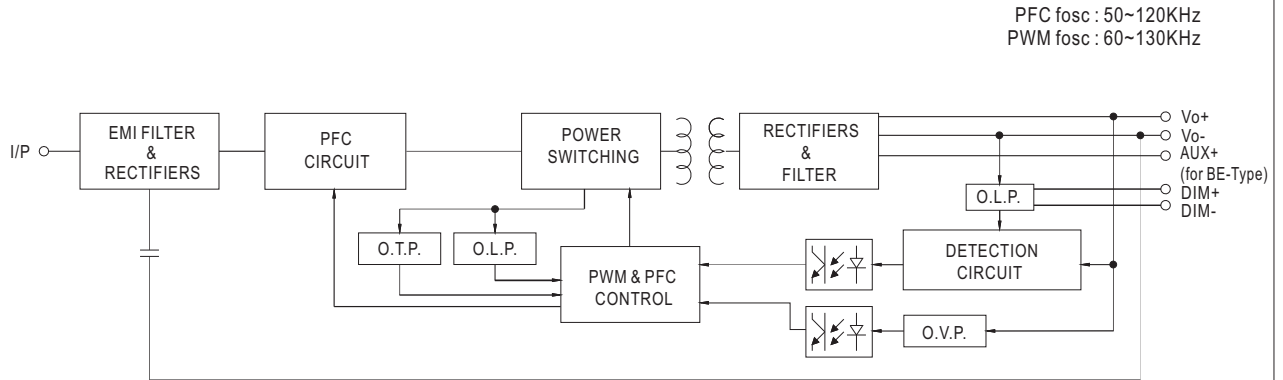 PFC fosc : 50~120KHz
PWM fosc : 60~130KHz
I/P
EMI FILTER
&
RECTIFIERS
PFC
CIRCUIT
POWER
SWITCHING
RECTIFIERS
&
FILTER
Vo+
Vo-
AUX+
(for BE-Type)
DIM+
DIM-
O.L.P.
O.T.P.
O.L.P.
PWM & PFC
CONTROL
DETECTION
CIRCUIT
O.V.P.